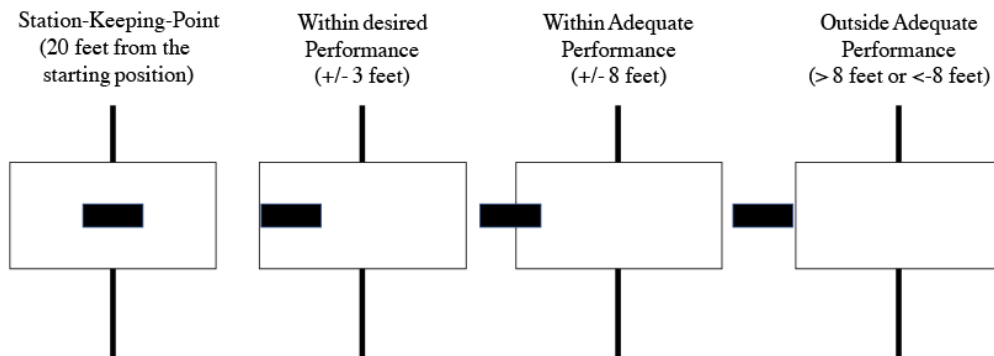 Station-Keeping-Point
(20 feet from the
starting position)
Within desired
Performance
(+/- 3 feet)
Within Adequate
Performance
(+/- 8 feet)
Outside Adequate
Performance
(> 8 feet or <-8 feet)